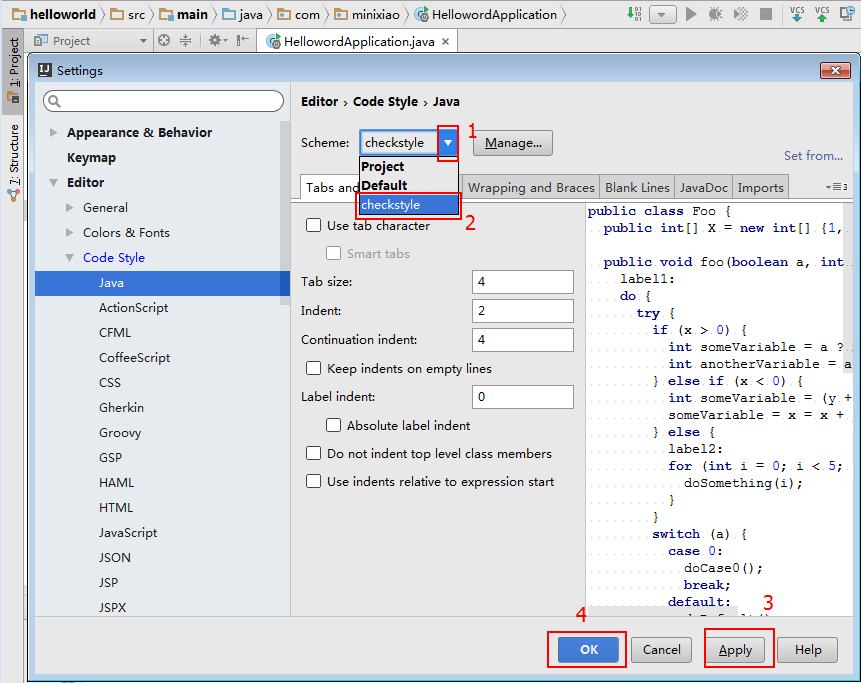 helloworld src main java com minixiao HellowordApplication
VCS VCS
Project HellowordApplication.java
1: Project
7: Structure
Settings
Appearance & Behavior
Keymap
Editor
General
Colors & Fonts
Code Style
Java
ActionScript
CFML
CoffeeScript
CSS
Gherkin
Groovy
GSP
HAML
HTML
JavaScript
JSON
JSP
JSPX
Editor › Code Style › Java
1
Scheme: checkstyle Manage...
Set from...
Project
Default
checkstyle
2
Tabs and Wrapping and Braces Blank Lines JavaDoc Imports
Use tab character
Smart tabs
Tab size: 4
Indent: 2
Continuation indent: 4
Keep indents on empty lines
Label indent: 0
Absolute label indent
Do not indent top level class members
Use indents relative to expression start
public class Foo {
public int[] X = new int[] {1,
public void foo(boolean a, int
label1:
do {
try {
if (x > 0) {
int someVariable = a ?
int anotherVariable = a
} else if (x < 0) {
int someVariable = (y +
someVariable = x = x +
} else {
label2:
for (int i = 0; i < 5;
doSomething(i);
}
}
switch (a) {
case 0:
doCase0();
break;
default:
3
4
OK Cancel Apply Help